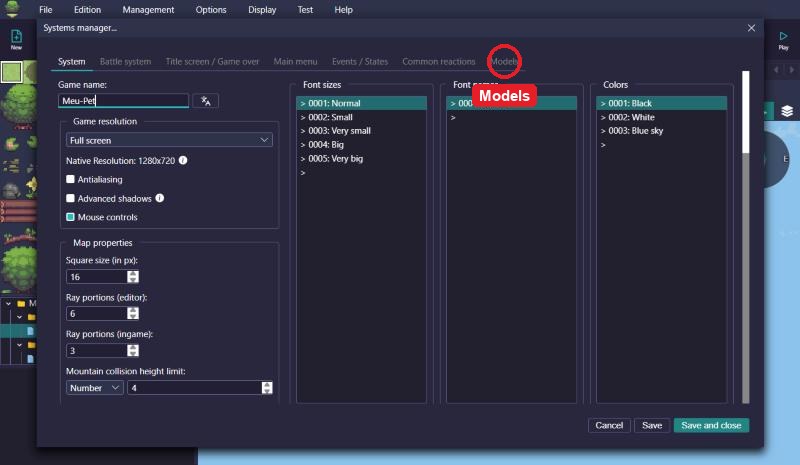 File Edition Management Options Display Test Help
Systems manager...
New
Play
System Battle system Title screen / Game over Main menu Events / States Common reactions Models
Models
Game name:
Meu-Pet
Game resolution
Full screen
Native Resolution: 1280x720
Antialiasing
Advanced shadows
Mouse controls
Map properties
Square size (in px):
16
Ray portions (editor):
6
Ray portions (ingame):
3
Mountain collision height limit:
Number 4
Font sizes
> 0001: Normal
> 0002: Small
> 0003: Very small
> 0004: Big
> 0005: Very big
>
Font names
>
Colors
> 0001: Black
> 0002: White
> 0003: Blue sky
>
E
M
Cancel Save Save and close